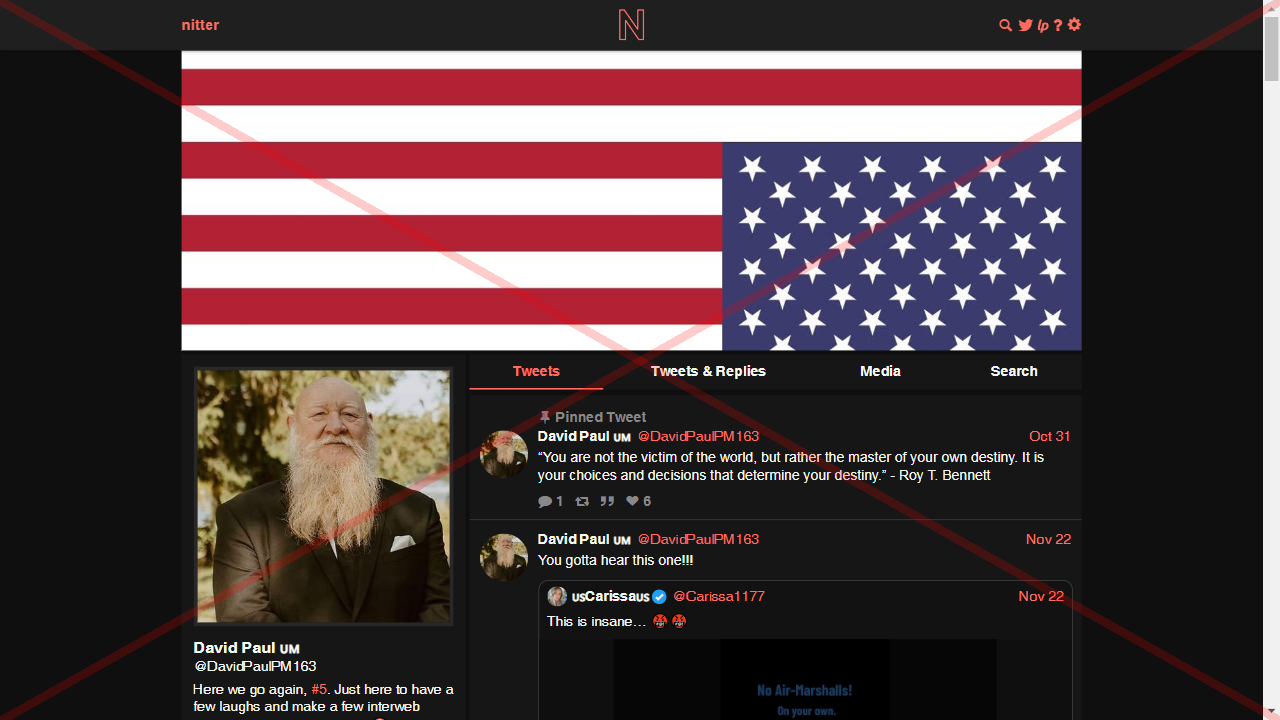 nitter
N
lp ?
Tweets
Tweets & Replies
Media
Search
Pinned Tweet
David Paul UM @DavidPaulPM163
Oct 31
“You are not the victim of the world, but rather the master of your own destiny. It is
your choices and decisions that determine your destiny.” - Roy T. Bennett
1
6
David Paul UM @DavidPaulPM163
Nov 22
You gotta hear this one!!!
USCarissaUS @Carissa1177
Nov 22
This is insane…
No Air-Marshalls!
On your own.
David Paul UM
@DavidPaulPM163
Here we go again, #5. Just here to have a
few laughs and make a few interweb